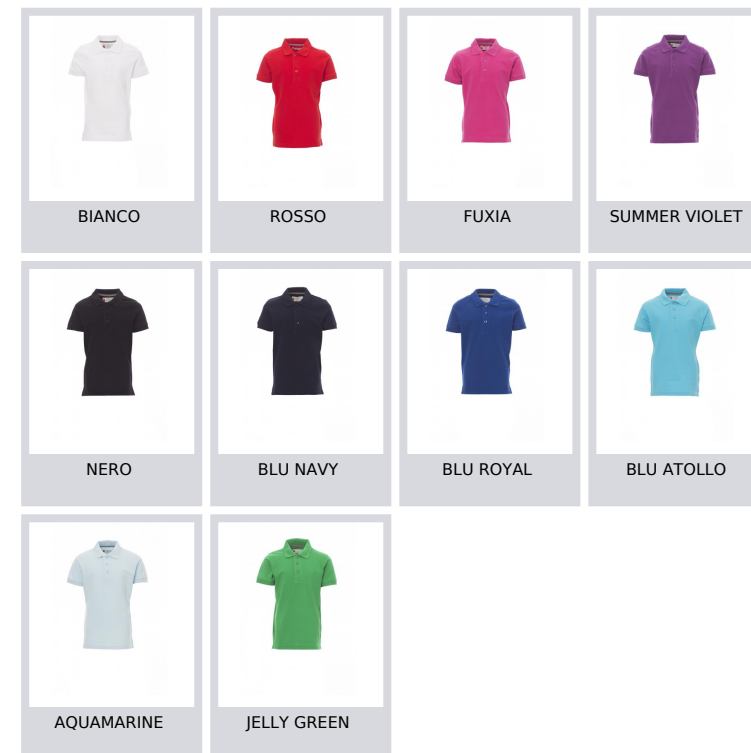 BIANCO
ROSSO
FUXIA
SUMMER VIOLET
NERO
BLU NAVY
BLU ROYAL
BLU ATOLLO
AQUAMARINE
JELLY GREEN